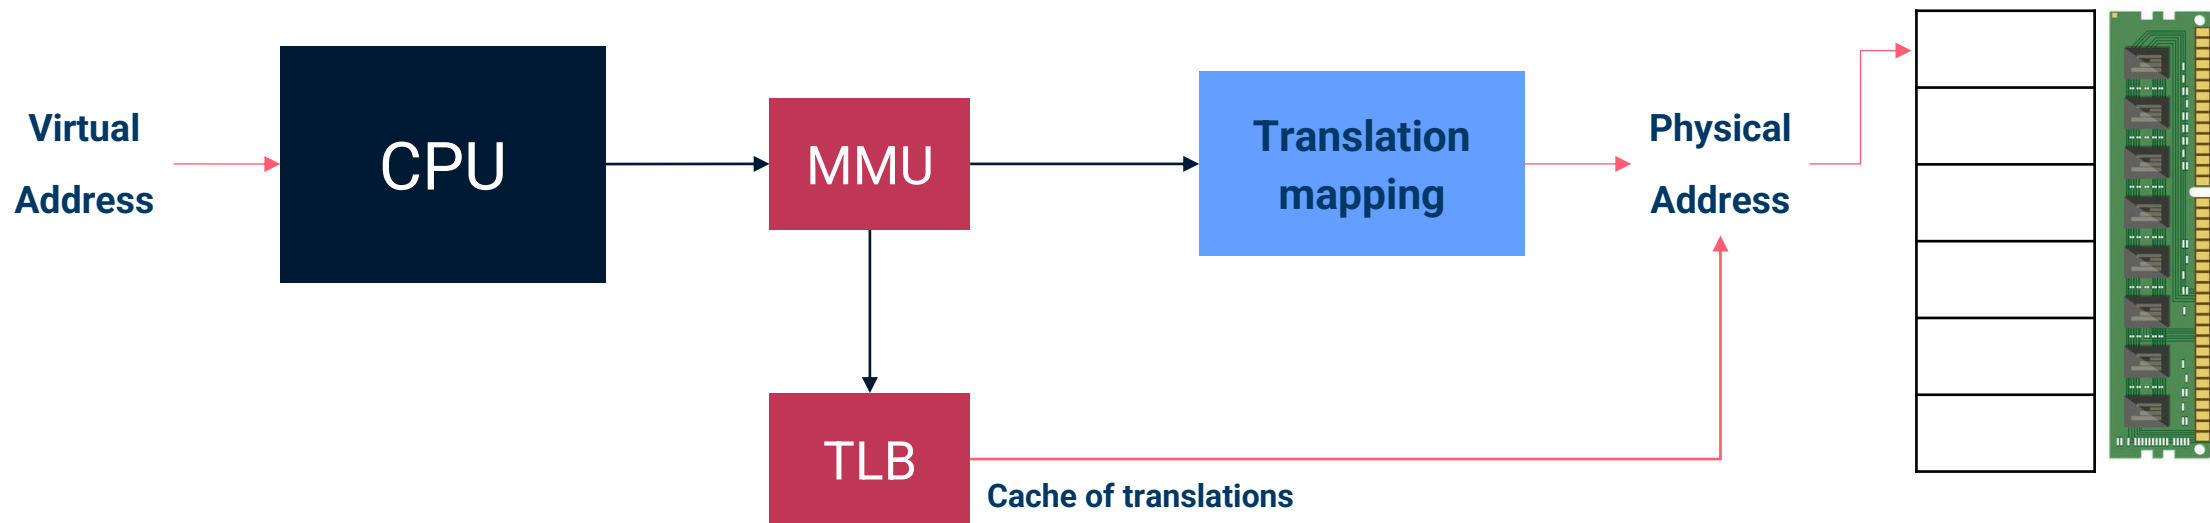 Virtual
Address
CPU
MMU
Translation
mapping
Physical
Address
TLB
Cache of translations